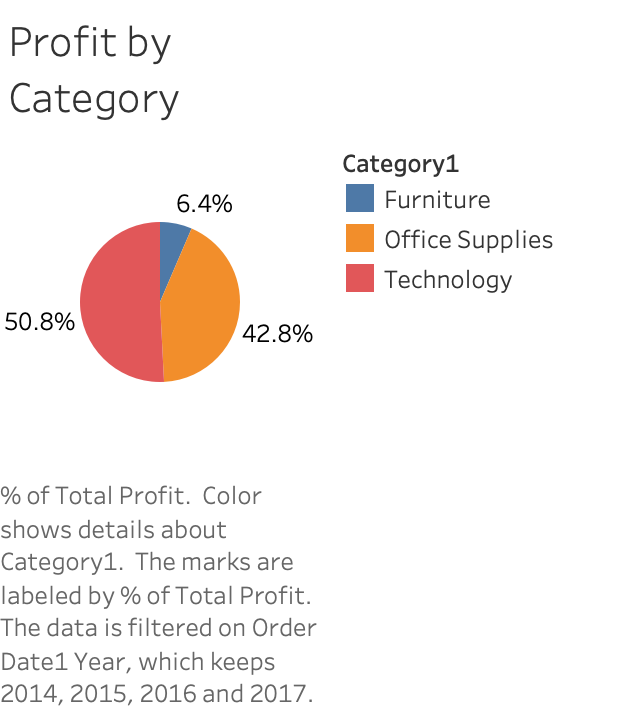 Profit by
Category
Category1
Furniture
Office Supplies
Technology
6.4%
50.8%
42.8%
% of Total Profit.  Color
shows details about
Category1.  The marks are
labeled by % of Total Profit.
The data is filtered on Order
Date1 Year, which keeps
2014, 2015, 2016 and 2017.